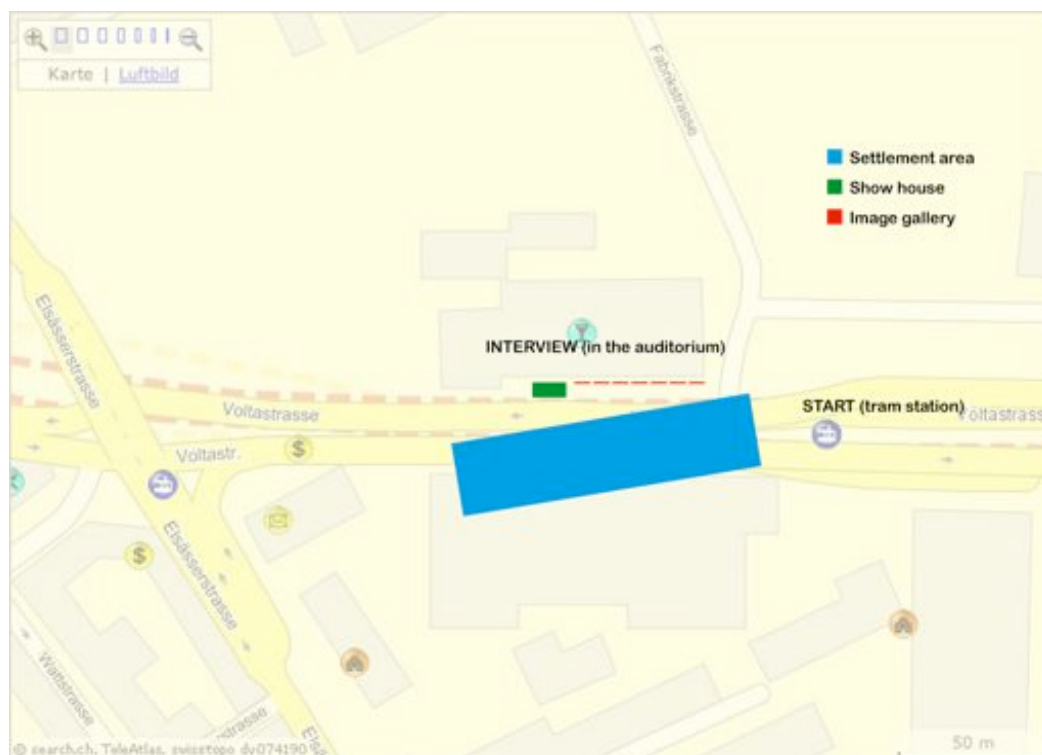 Karte | Luftbild
Fabrikstrasse
Settlement area
Show house
Image gallery
Elsässerstrasse
INTERVIEW (in the auditorium)
Voltastrasse
START (tram station)
Voltastrass
Voltastr.
$
$
Elsässerstrasse
Wattstrasse
Els
© search.ch, TeleAtlas, swisstopo dv074190
50 m